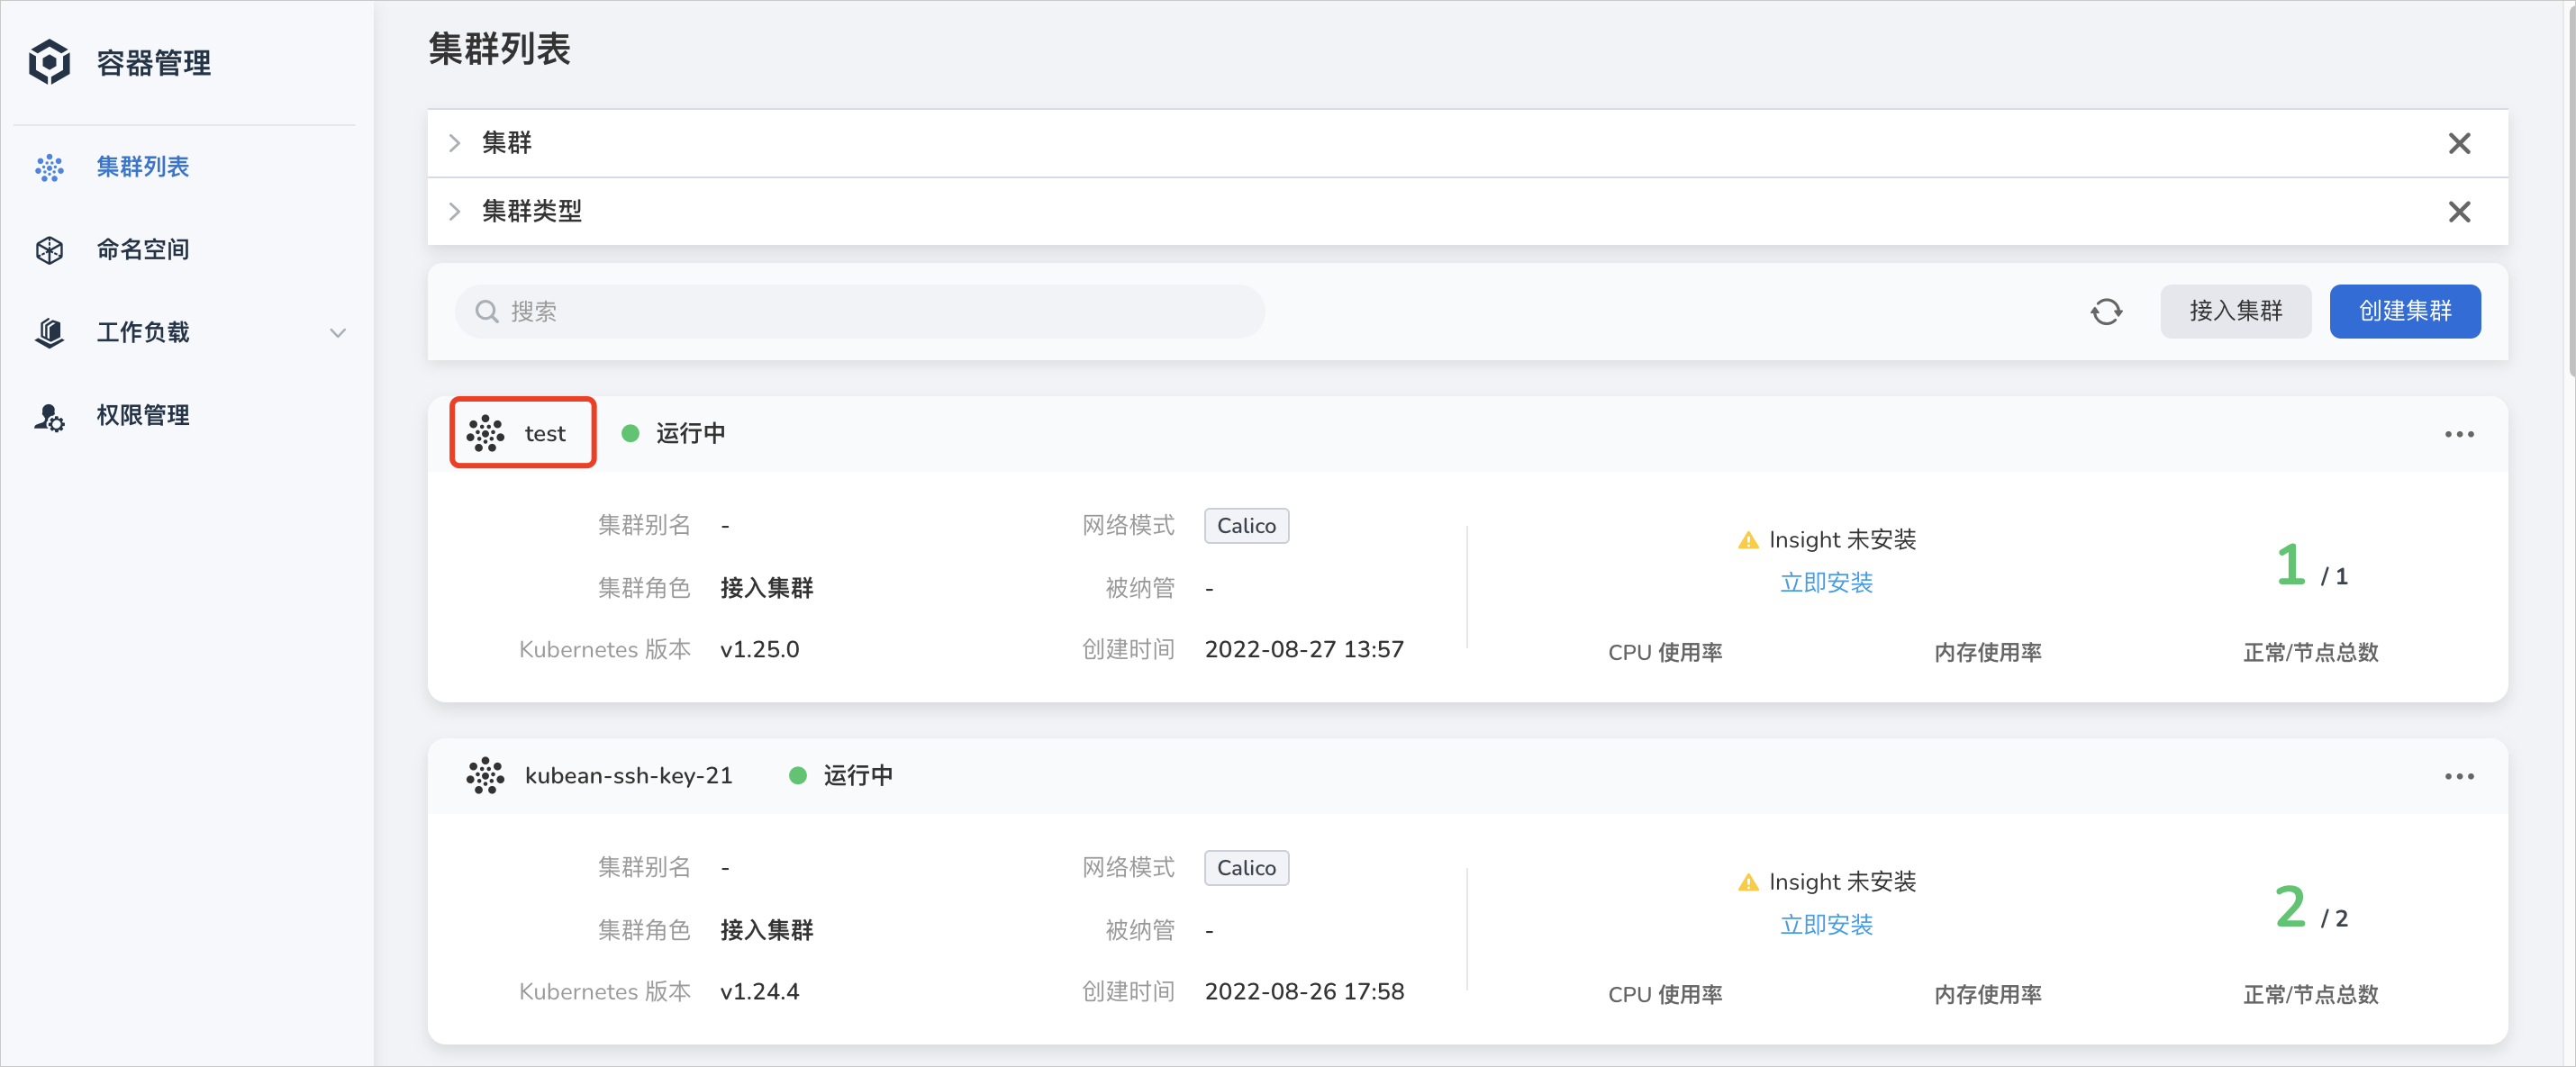 容器管理
集群列表
命名空间
工作负载
权限管理
集群列表
集群
集群类型
搜索
接入集群
创建集群
test 运行中
集群别名 -
网络模式 Calico
集群角色 接入集群
被纳管 -
Kubernetes 版本 v1.25.0
创建时间 2022-08-27 13:57
Insight 未安装
立即安装
CPU 使用率
内存使用率
1 / 1
正常/节点总数
kubean-ssh-key-21 运行中
集群别名 -
网络模式 Calico
集群角色 接入集群
被纳管 -
Kubernetes 版本 v1.24.4
创建时间 2022-08-26 17:58
Insight 未安装
立即安装
CPU 使用率
内存使用率
2 / 2
正常/节点总数